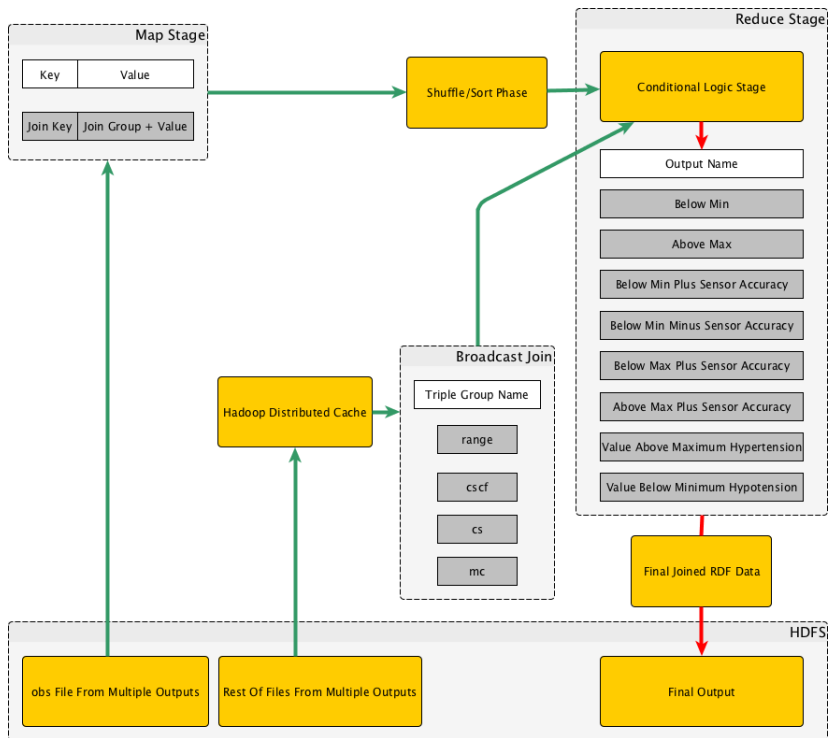 Map Stage
Key
Value
Join Key
Join Group + Value
Shuffle/Sort Phase
Reduce Stage
Conditional Logic Stage
Output Name
Below Min
Above Max
Below Min Plus Sensor Accuracy
Below Min Minus Sensor Accuracy
Below Max Plus Sensor Accuracy
Above Max Plus Sensor Accuracy
Value Above Maximum Hypertension
Value Below Minimum Hypotension
Hadoop Distributed Cache
Broadcast Join
Triple Group Name
range
cscf
cs
mc
Final Joined RDF Data
HDFS
obs File From Multiple Outputs
Rest Of Files From Multiple Outputs
Final Output